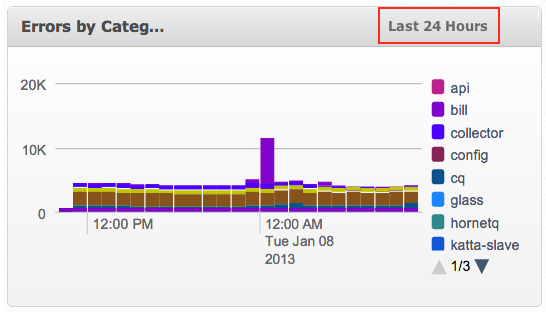 Errors by Categ...
Last 24 Hours
20K
10K
0
12:00 PM
12:00 AM
Tue Jan 08
2013
api
bill
collector
config
cq
glass
hornetq
katta-slave
1/3